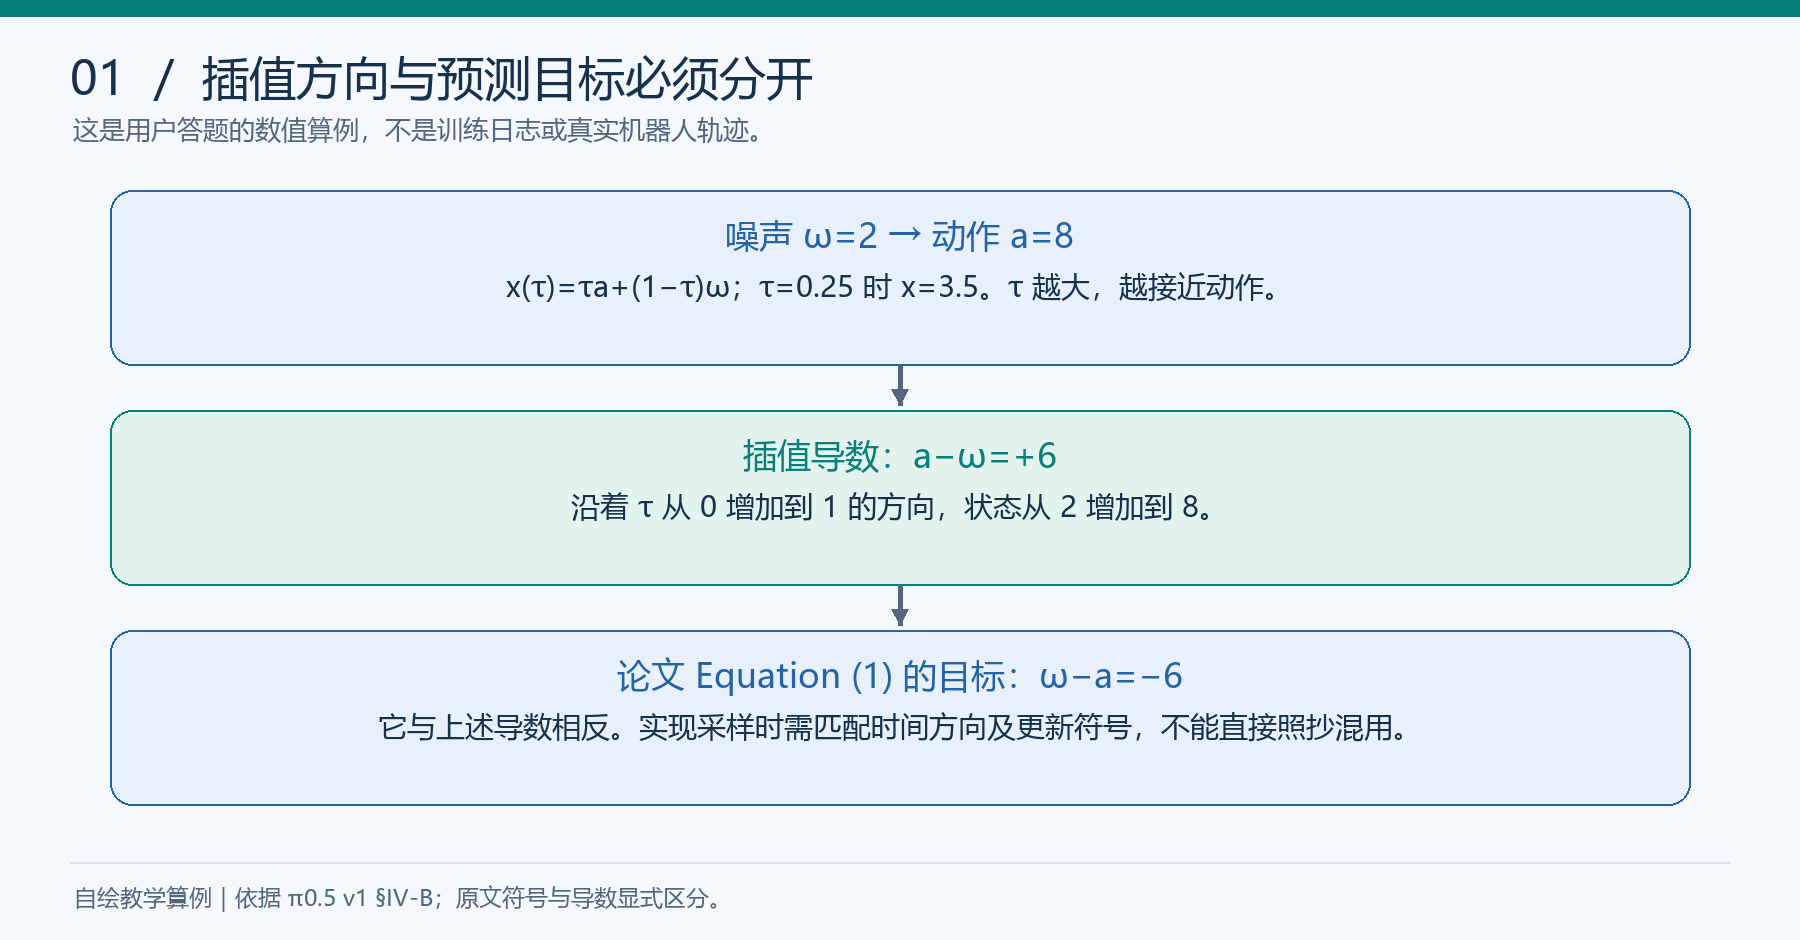 01 / 插值方向与预测目标必须分开
这是用户答题的数值算例，不是训练日志或真实机器人轨迹。
噪声 ω=2 → 动作 a=8
x(τ)=τa+(1−τ)ω；τ=0.25 时 x=3.5。τ 越大，越接近动作。
插值导数：a−ω=+6
沿着 τ 从 0 增加到 1 的方向，状态从 2 增加到 8。
论文 Equation (1) 的目标：ω−a=−6
它与上述导数相反。实现采样时需匹配时间方向及更新符号，不能直接照抄混用。
自绘教学算例 | 依据 π0.5 v1 §IV-B；原文符号与导数显式区分。